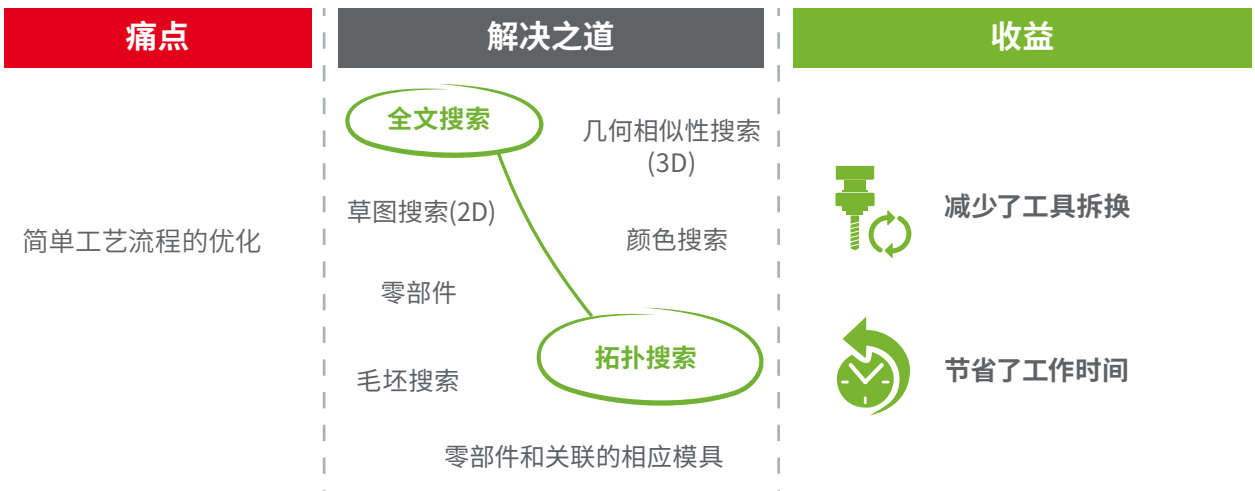 痛点
解决之道
收益
简单工艺流程的优化
全文搜索
几何相似性搜索
(3D)
草图搜索(2D)
颜色搜索
零部件
拓扑搜索
毛坯搜索
零部件和关联的相应模具
减少了工具拆换
节省了工作时间